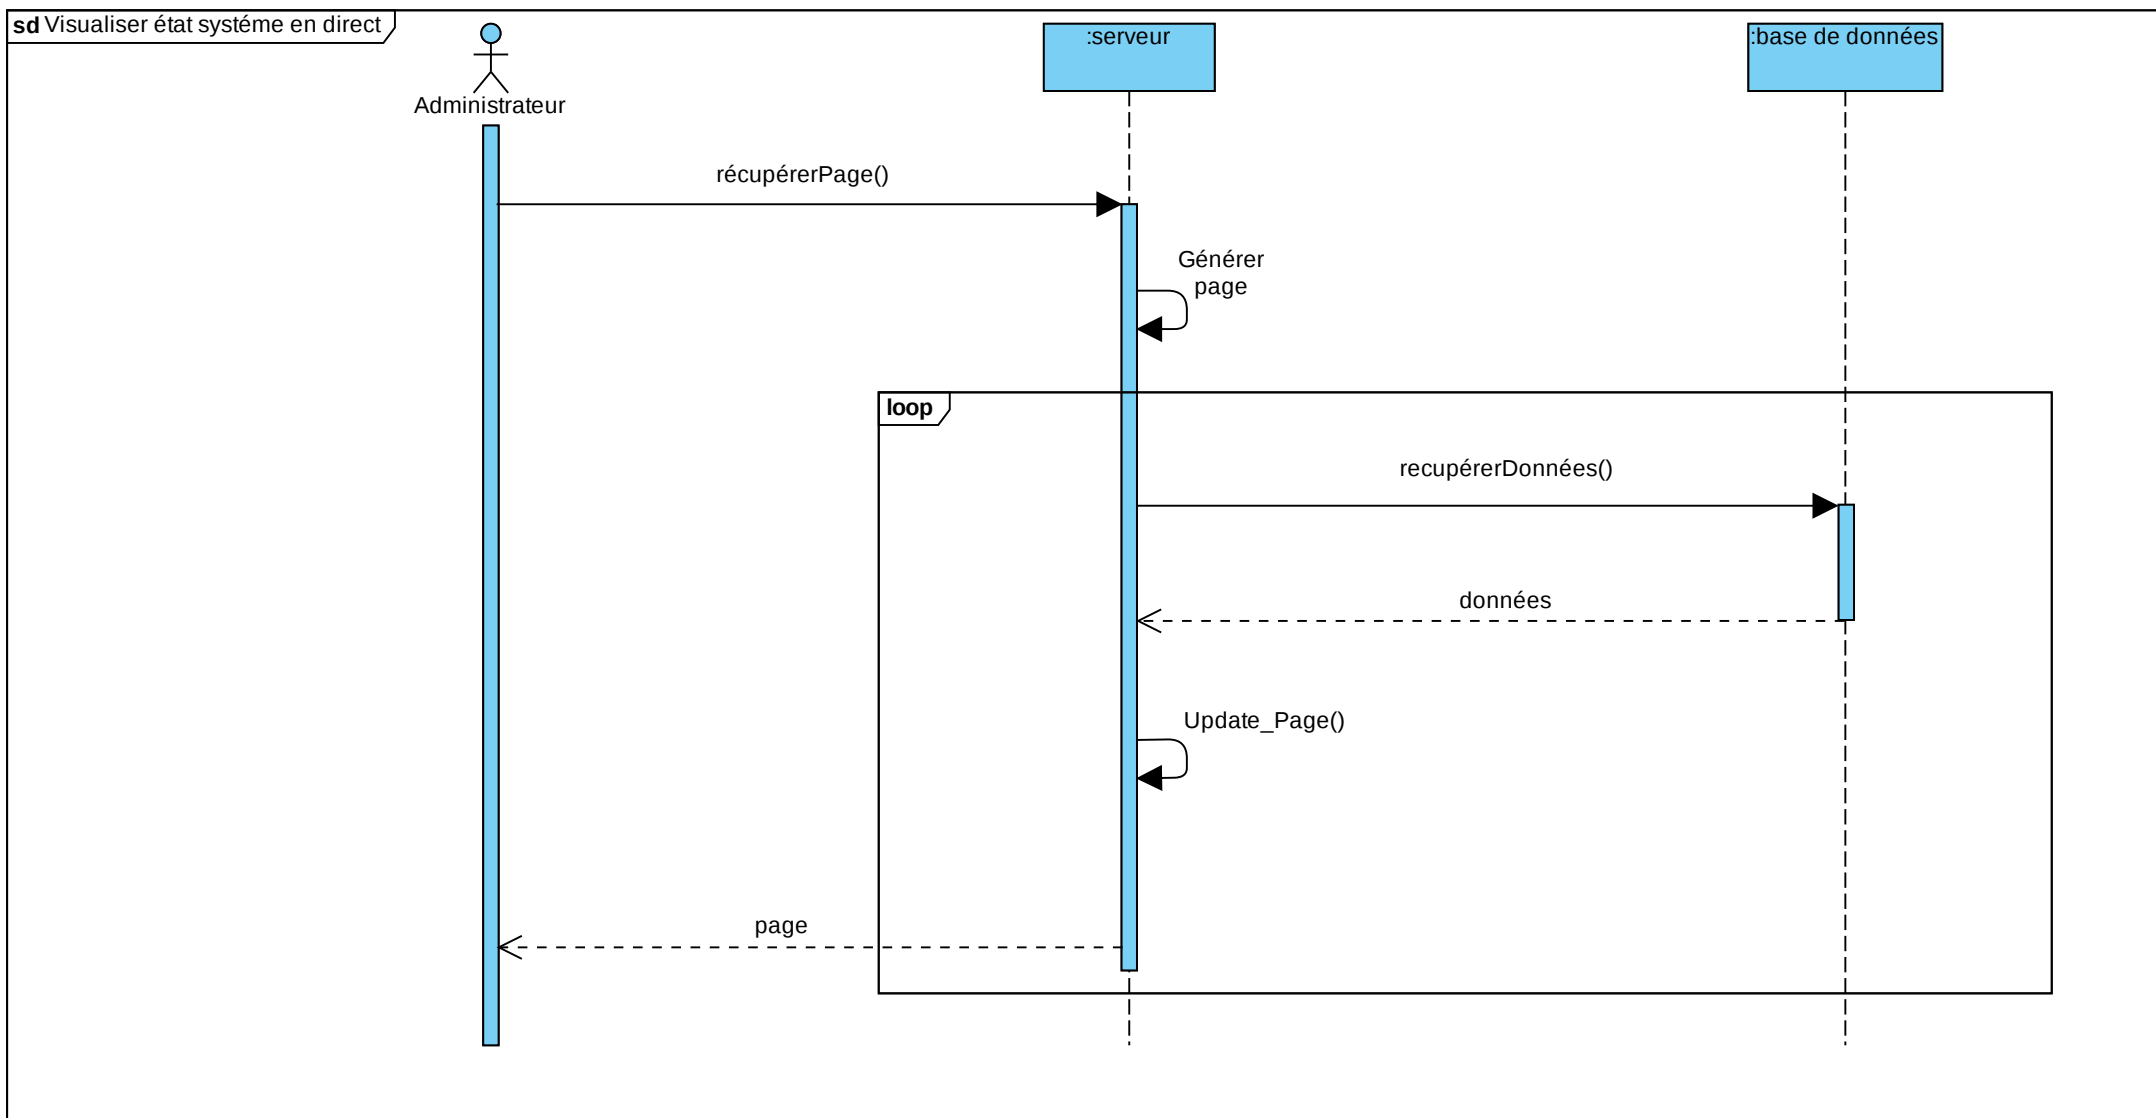 sd Visualiser état systéme en direct
:serveur
:base de données
Administrateur
récupérerPage()
Générer
page
loop
recupérerDonnées()
données
Update_Page()
page